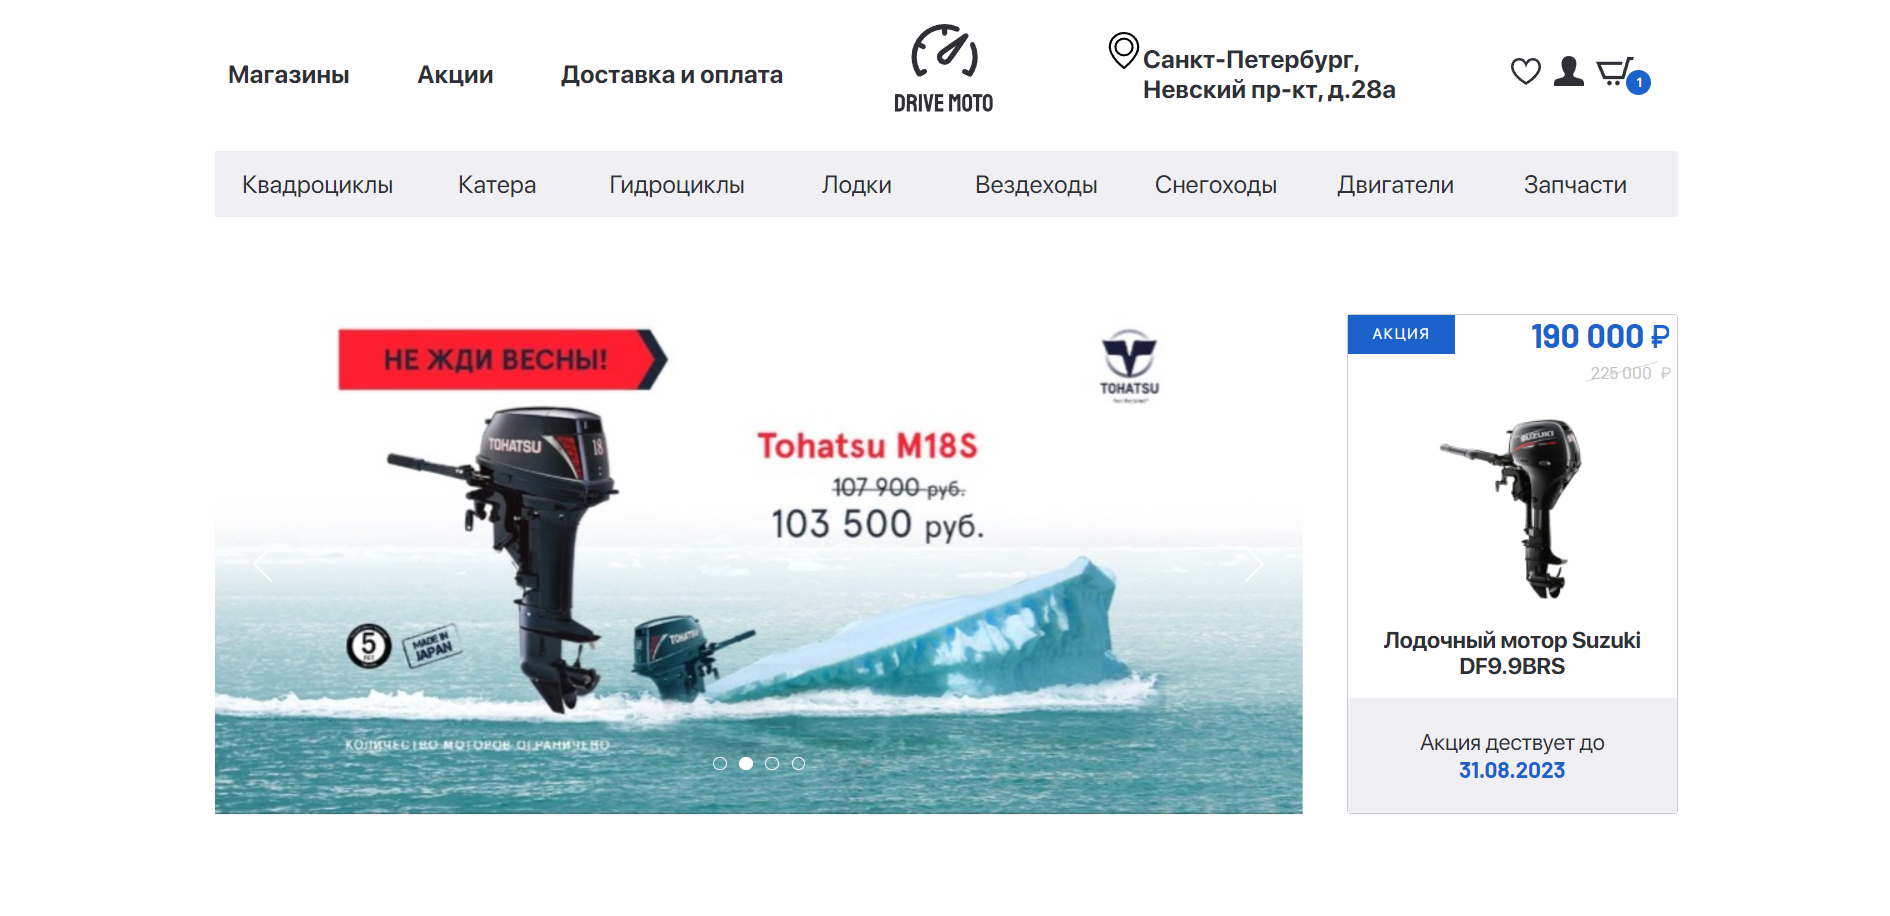 Магазины
Акции
Доставка и оплата
DRIVE MOTO
Санкт-Петербург,
Невский пр-кт, д.28а
1
Квадроциклы
Катера
Гидроциклы
Лодки
Вездеходы
Снегоходы
Двигатели
Запчасти
НЕ ЖДИ ВЕСНЫ!
TOHATSU
TOHATSU
18
Tohatsu M18S
107 900 руб.
103 500 руб.
5
ЛЕТ
MADE IN
JAPAN
TOHATSU
КОЛИЧЕСТВО МОТОРОВ ОГРАНИЧЕНО
АКЦИЯ
190 000 ₽
225 000 ₽
SUZUKI
Лодочный мотор Suzuki
DF9.9BRS
Акция дествует до
31.08.2023